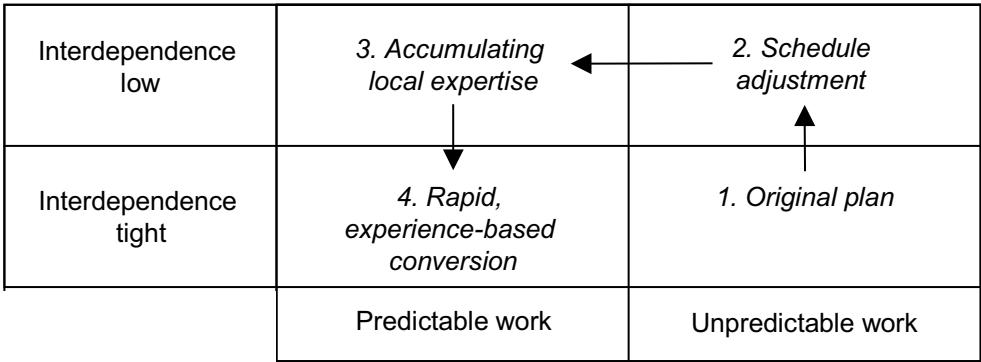 Interdependence
low
3. Accumulating
local expertise
2. Schedule
adjustment
Interdependence
tight
4. Rapid,
experience-based
conversion
1. Original plan
Predictable work
Unpredictable work